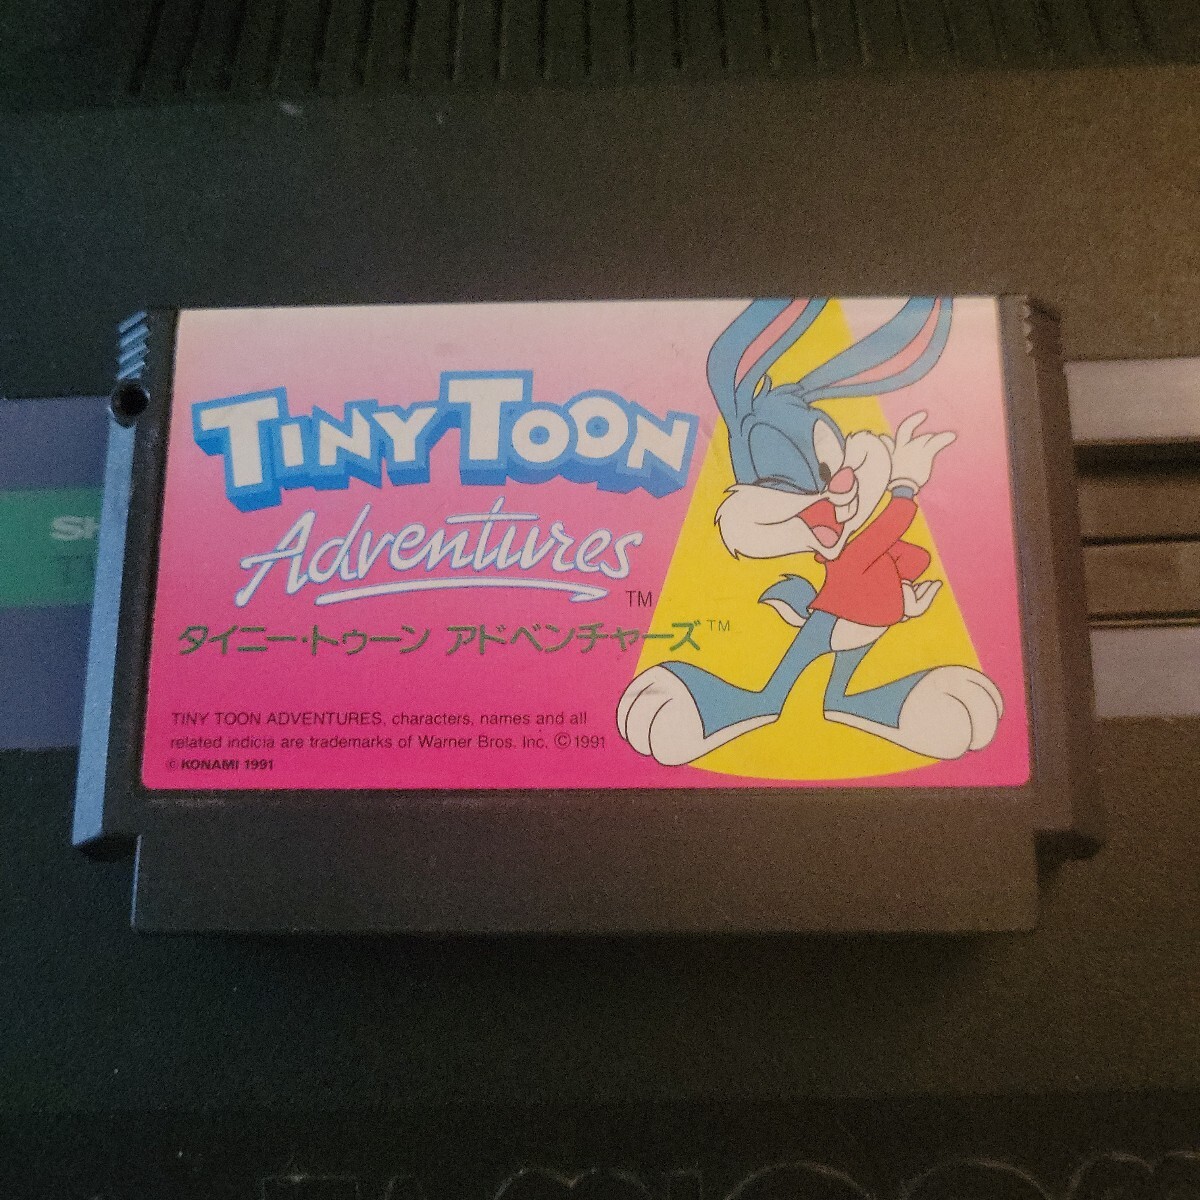 TINY TOON
Adventures TM
タイニー・トゥーン アドベンチャーズ TM
TINY TOON ADVENTURES, characters, names and all
related indicia are trademarks of Warner Bros. Inc. ©1991
© KONAMI 1991